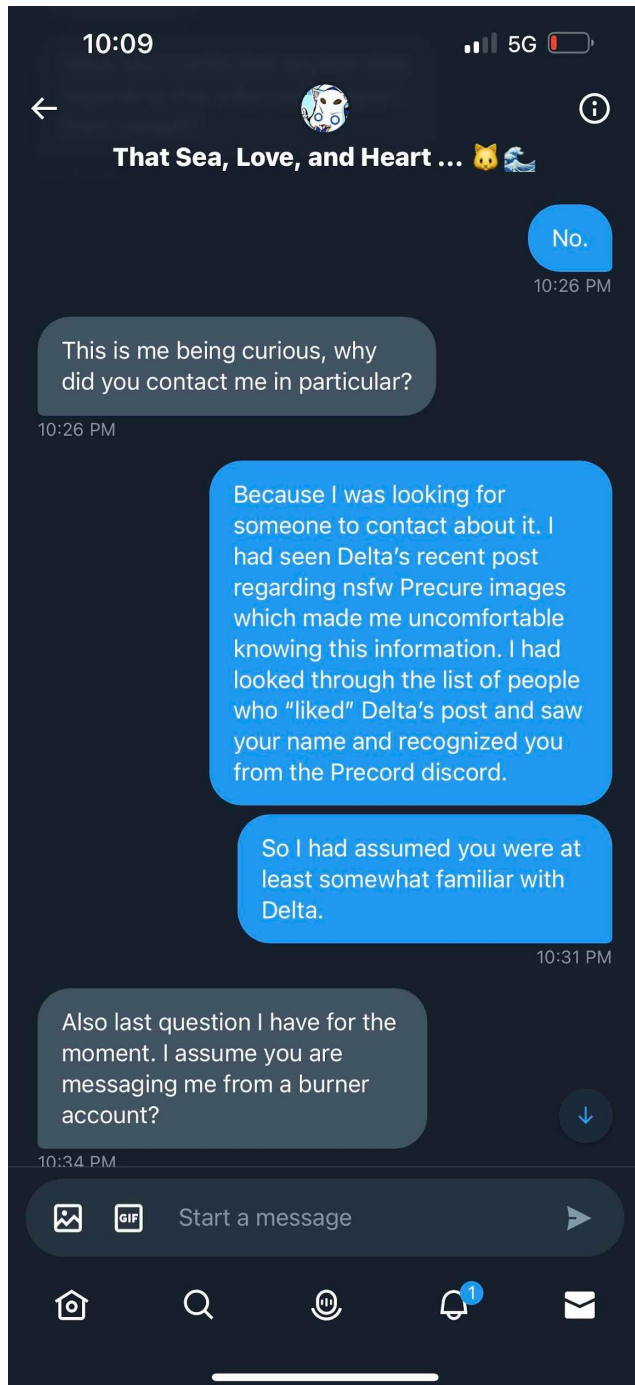 10:09
5G
That Sea, Love, and Heart ... 🐱🌊
No.
10:26 PM
This is me being curious, why
did you contact me in particular?
10:26 PM
Because I was looking for
someone to contact about it. I
had seen Delta’s recent post
regarding nsfw Precure images
which made me uncomfortable
knowing this information. I had
looked through the list of people
who “liked” Delta’s post and saw
your name and recognized you
from the Precord discord.
So I had assumed you were at
least somewhat familiar with
Delta.
10:31 PM
Also last question I have for the
moment. I assume you are
messaging me from a burner
account?
10:34 PM
GIF
Start a message
1